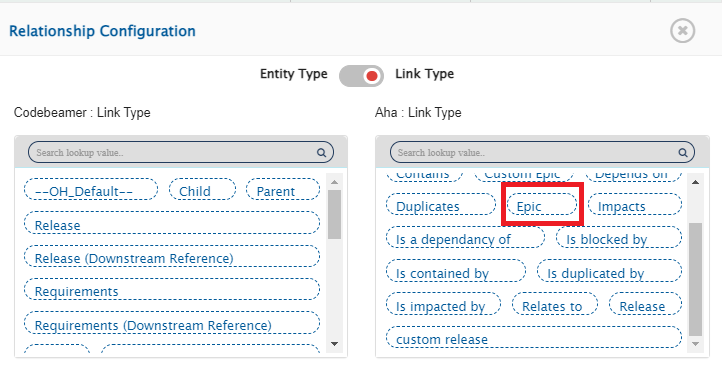 Relationship Configuration
Entity Type Link Type
Codebeamer : Link Type
Search lookup value..
--OH_Default-- Child Parent
Release
Release (Downstream Reference)
Requirements
Requirements (Downstream Reference)
Aha : Link Type
Search lookup value..
Contains Custom Epic Depends on
Duplicates Epic Impacts
Is a dependancy of Is blocked by
Is contained by Is duplicated by
Is impacted by Relates to Release
custom release